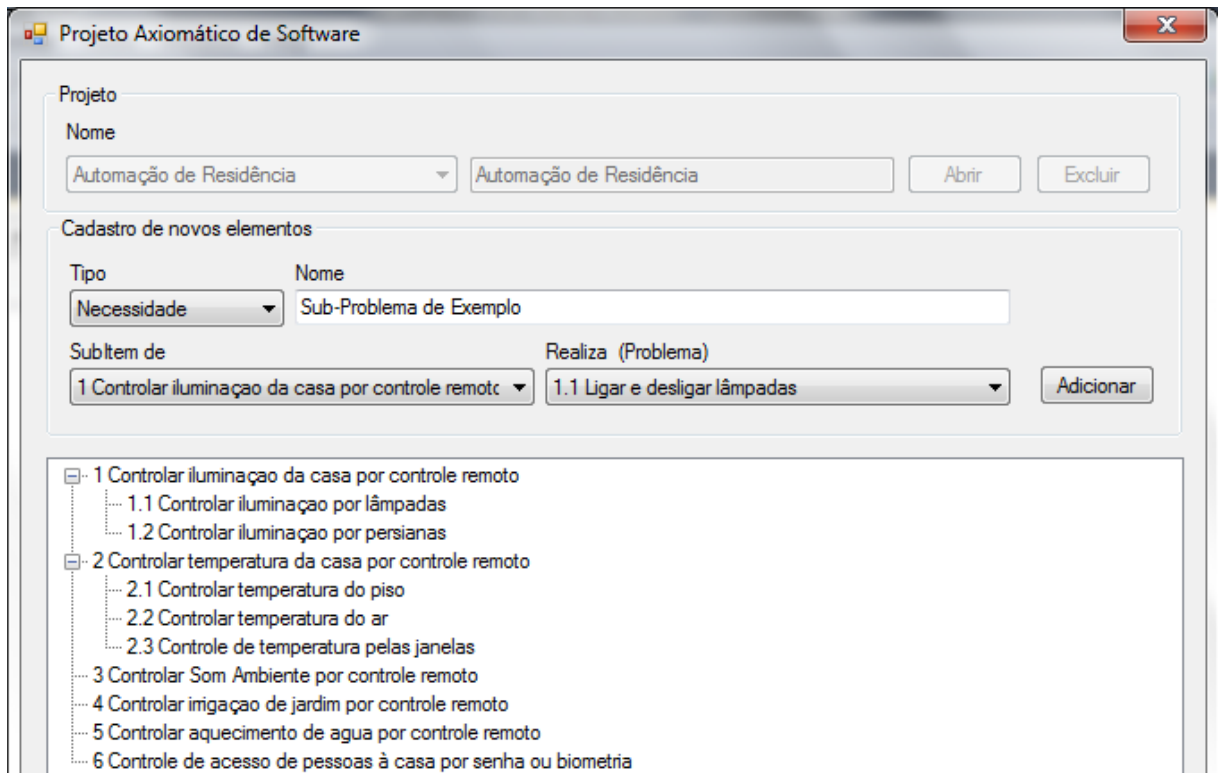 Projeto Axiomático de Software
Projeto
Nome
Automação de Residência Automação de Residência Abrir Excluir
Cadastro de novos elementos
Tipo Nome
Necessidade Sub-Problema de Exemplo
SubItem de Realiza (Problema)
1 Controlar iluminaçao da casa por controle remotc 1.1 Ligar e desligar lâmpadas Adicionar
1 Controlar iluminaçao da casa por controle remoto
1.1 Controlar iluminaçao por lâmpadas
1.2 Controlar iluminaçao por persianas
2 Controlar temperatura da casa por controle remoto
2.1 Controlar temperatura do piso
2.2 Controlar temperatura do ar
2.3 Controle de temperatura pelas janelas
3 Controlar Som Ambiente por controle remoto
4 Controlar irrigaçao de jardim por controle remoto
5 Controlar aquecimento de agua por controle remoto
6 Controle de acesso de pessoas à casa por senha ou biometria